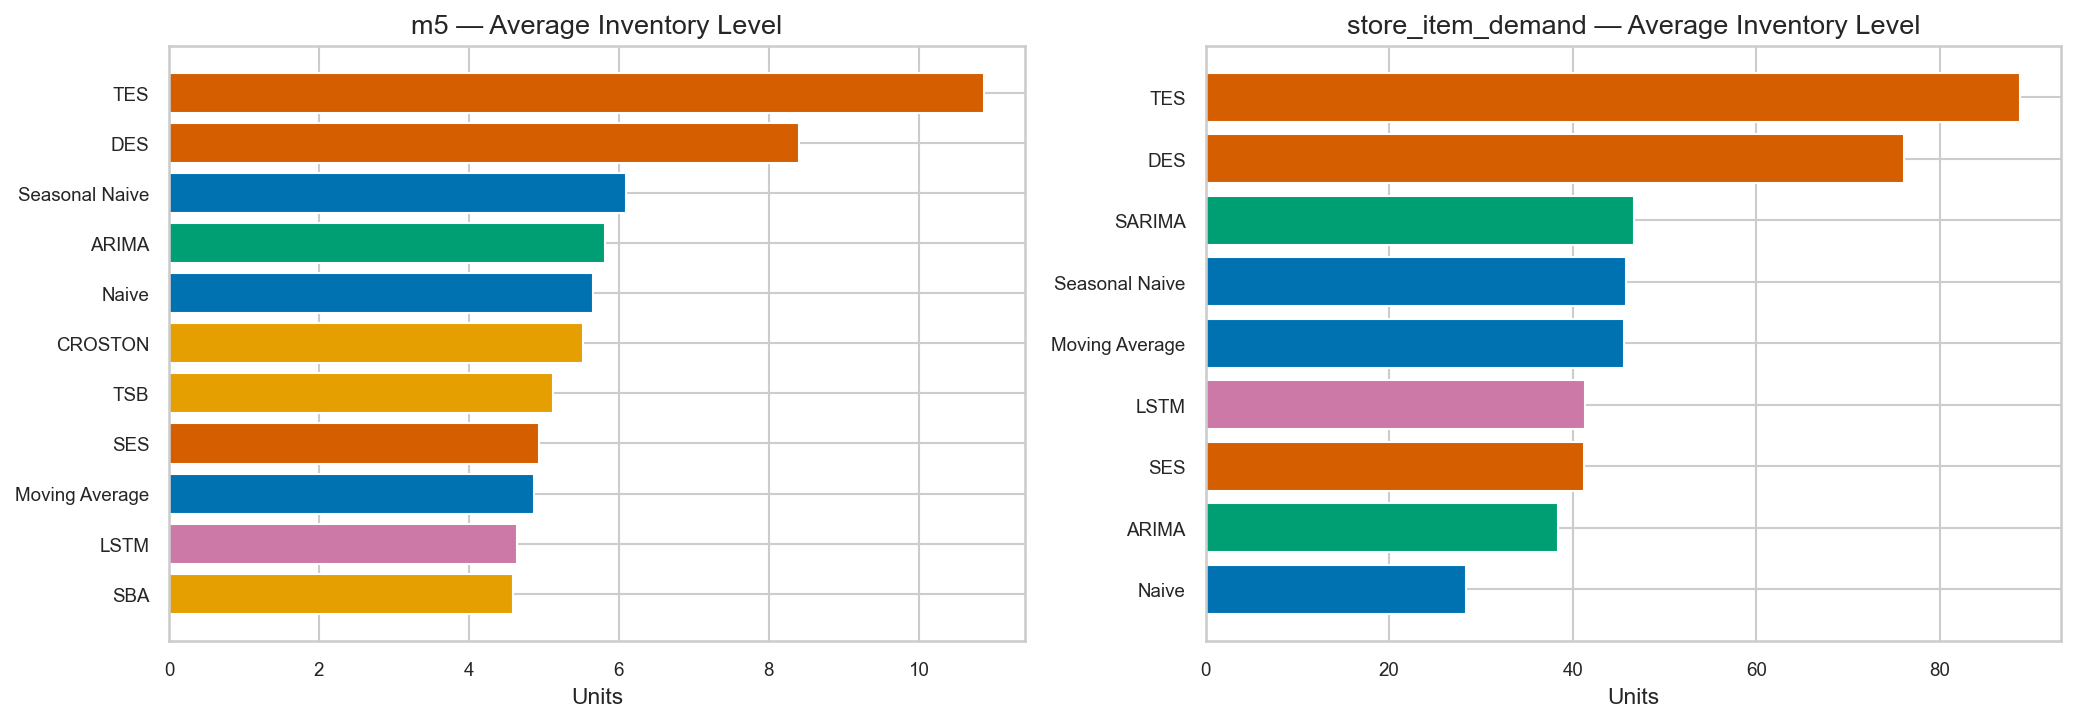 m5 — Average Inventory Level
TES
DES
Seasonal Naive
ARIMA
Naive
CROSTON
TSB
SES
Moving Average
LSTM
SBA
0 2 4 6 8 10
Units
store_item_demand — Average Inventory Level
TES
DES
SARIMA
Seasonal Naive
Moving Average
LSTM
SES
ARIMA
Naive
0 20 40 60 80
Units